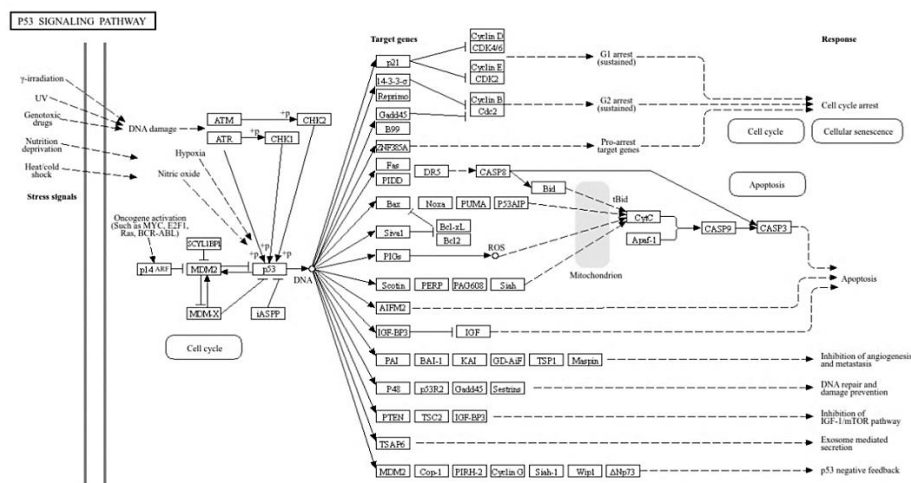 P53 SIGNALING PATHWAY
Target genes
Response
Stress signals
γ-irradiation
UV
Genotoxic
drugs
Nutrition
deprivation
Heat/cold
shock
DNA damage
ATM
+p
CHK2
ATR
+p
CHK1
Hypoxia
Nitric oxide
Oncogene activation
(Such as MYC, E2F1,
Ras, BCR-ABL)
SCYL1BP1
p14 ARF
MDM2
+p
+p
+p
p53
DNA
MDM-X
iASPP
Cell cycle
p21
Cyclin D
CDK4/6
Cyclin E
CDK2
G1 arrest
(sustained)
14-3-3-σ
Reprimo
Gadd45
B99
Cyclin B
Cdc2
G2 arrest
(sustained)
Cell cycle arrest
Cell cycle
Cellular senescence
ZNF385A
Pro-arrest
target genes
Fas
PIDD
DR5
CASP8
Bid
tBid
Apoptosis
Bax
Noxa
PUMA
P53AIP
CytC
Siva1
Bcl-xL
Bcl2
Apaf-1
CASP9
CASP3
PIGs
ROS
Mitochondrion
Scotin
PERP
PAG608
Siah
Apoptosis
AIFM2
IGF-BP3
IGF
PAI
BAI-1
KAI
GD-AiF
TSP1
Maspin
Inhibition of angiogenesis
and metastasis
P48
p53R2
Gadd45
Sestrins
DNA repair and
damage prevention
PTEN
TSC2
IGF-BP3
Inhibition of
IGF-1/mTOR pathway
TSAP6
Exosome mediated
secretion
MDM2
Cop-1
PIRH-2
Cyclin G
Siah-1
Wip1
ΔNp73
p53 negative feedback